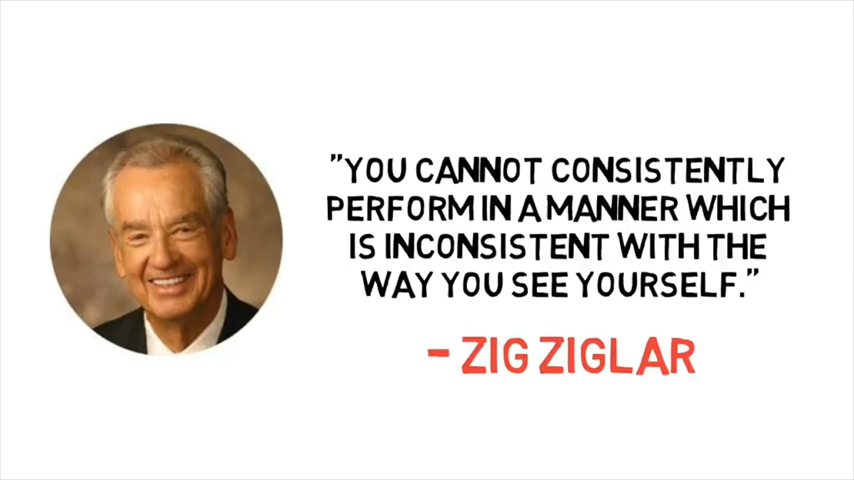 "YOU CANNOT CONSISTENTLY
PERFORM IN A MANNER WHICH
IS INCONSISTENT WITH THE
WAY YOU SEE YOURSELF."
- ZIG ZIGLAR